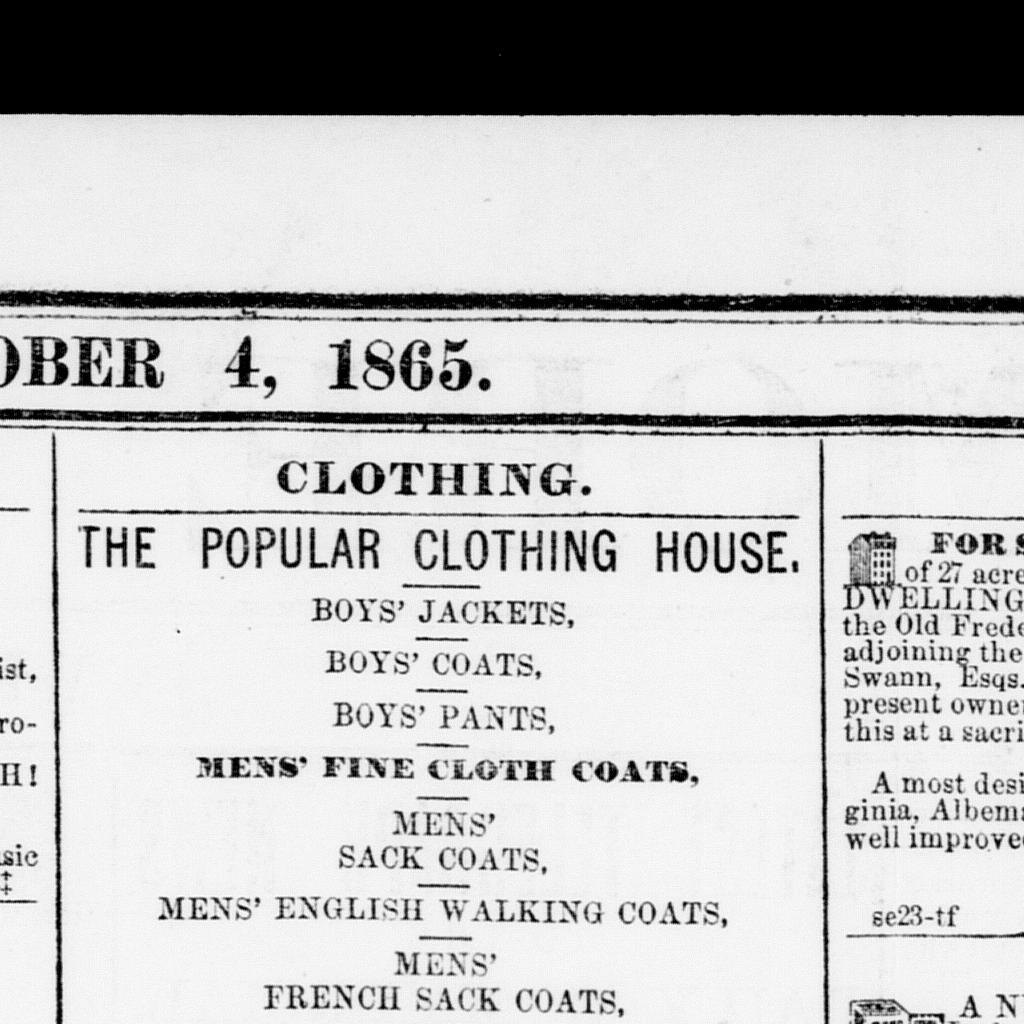 OBER 4, 1865.
ist,
ro-
H!
sic
‡
CLOTHING.
THE POPULAR CLOTHING HOUSE.
BOYS' JACKETS,
BOYS' COATS,
BOYS' PANTS,
MENS' FINE CLOTH COATS,
MENS'
SACK COATS,
MENS' ENGLISH WALKING COATS,
MENS'
FRENCH SACK COATS,
FOR S
of 27 acre
DWELLING
the Old Frede
adjoining the
Swann, Esqs.
present owner
this at a sacri
A most desi
ginia, Albema
well improved
se23-tf
A N